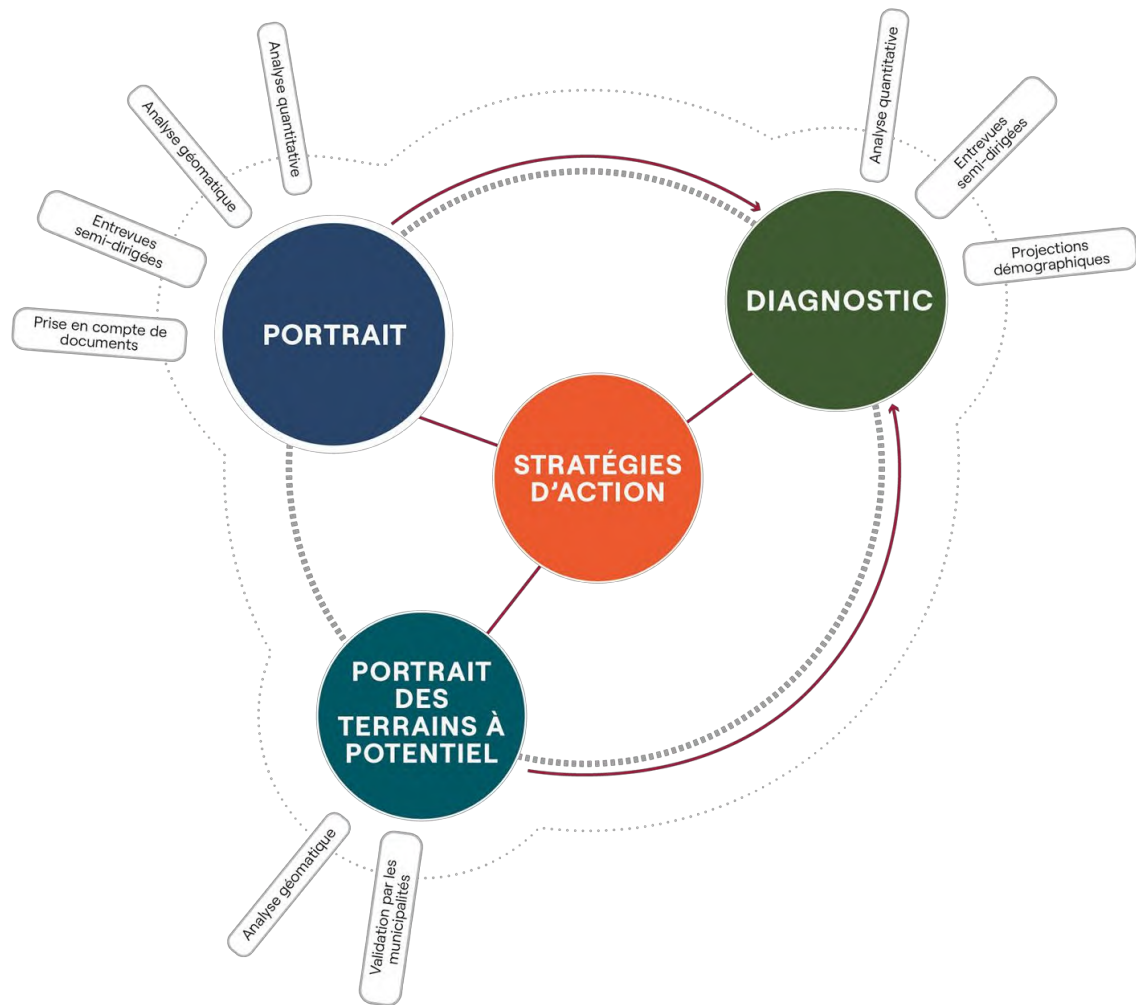 Analyse quantitative
Analyse géomatique
Entrevues
semi-dirigées
Prise en compte de
documents
PORTRAIT
Analyse quantitative
Entrevues
semi-dirigées
Projections
démographiques
DIAGNOSTIC
STRATÉGIES
D'ACTION
PORTRAIT
DES
TERRAINS À
POTENTIEL
Analyse géomatique
Validation par les
municipalités